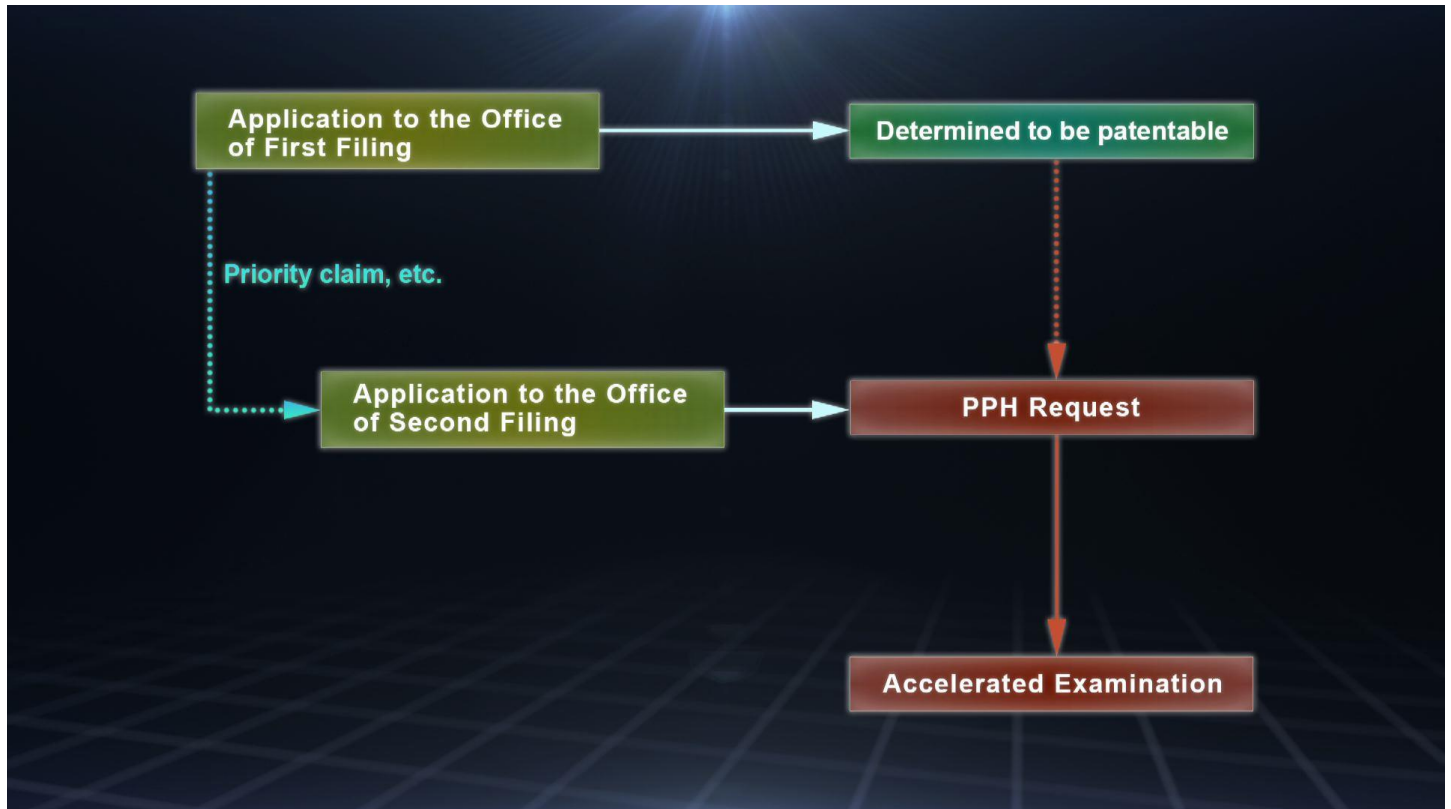 Application to the Office
of First Filing
Determined to be patentable
Priority claim, etc.
Application to the Office
of Second Filing
PPH Request
Accelerated Examination